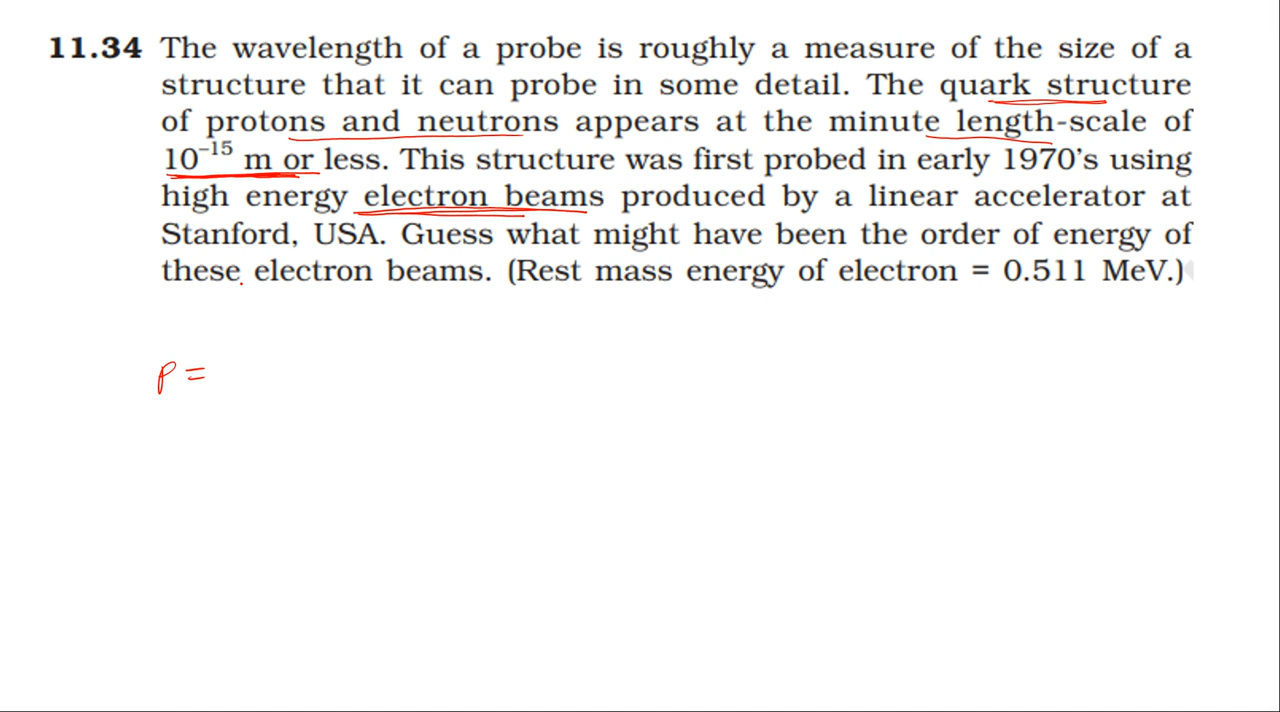 11.34 The wavelength of a probe is roughly a measure of the size of a
structure that it can probe in some detail. The quark structure
of protons and neutrons appears at the minute length-scale of
10⁻¹⁵ m or less. This structure was first probed in early 1970’s using
high energy electron beams produced by a linear accelerator at
Stanford, USA. Guess what might have been the order of energy of
these electron beams. (Rest mass energy of electron = 0.511 MeV.)
P =